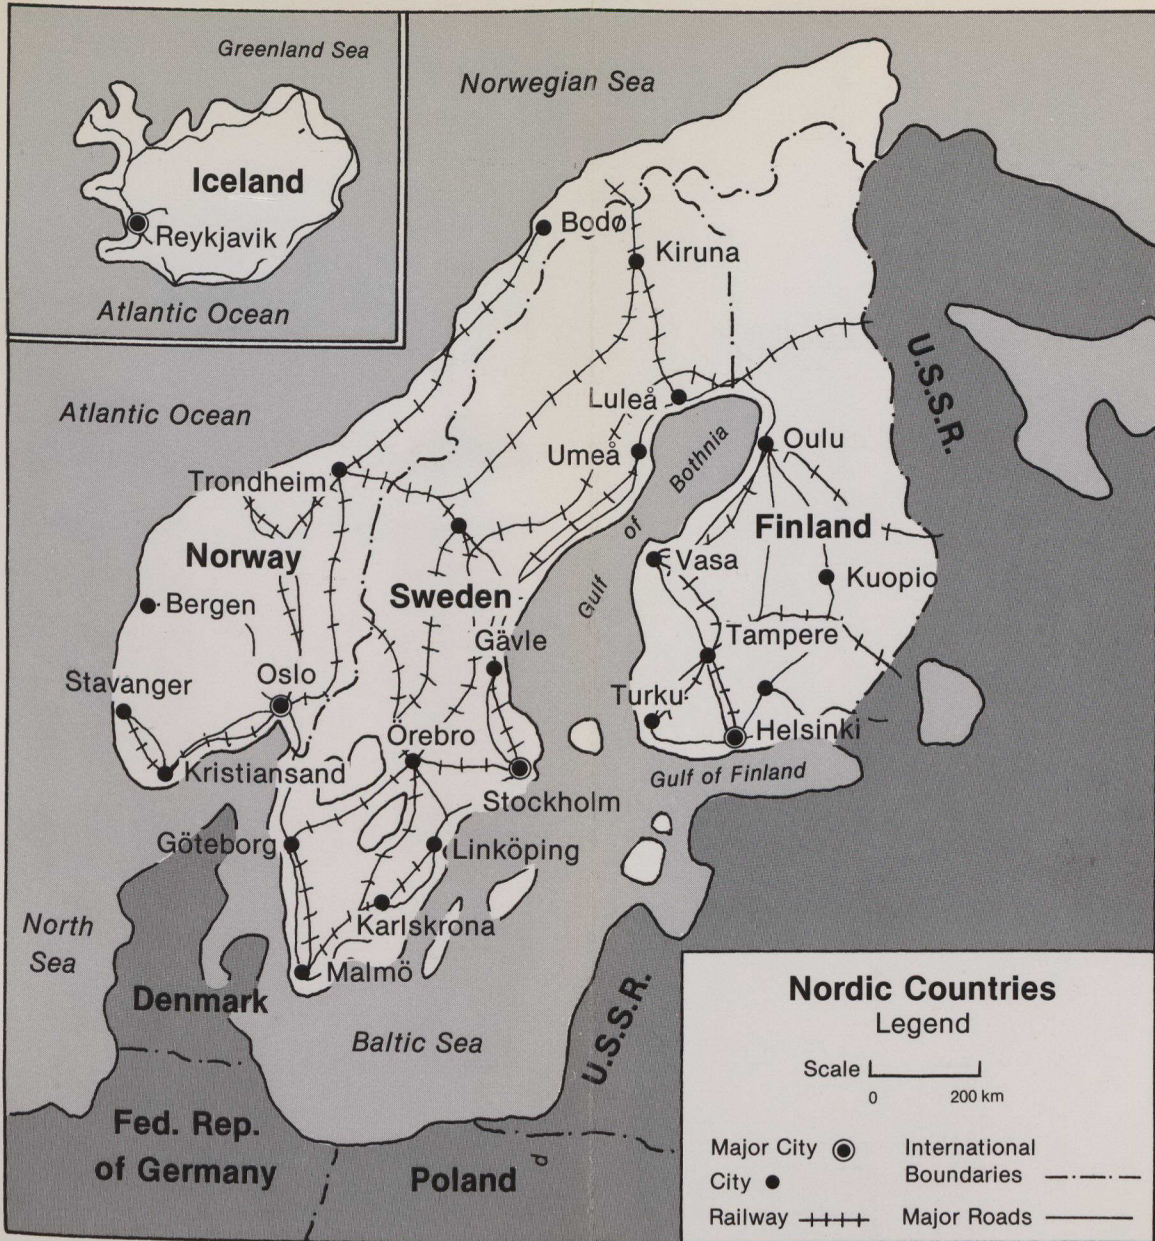 Greenland Sea
Iceland
Reykjavik
Atlantic Ocean
Norwegian Sea
Bodø
Kiruna
U.S.S.R.
Atlantic Ocean
Luleå
Umeå
Oulu
Gulf of Bothnia
Trondheim
Norway
Finland
Vasa
Kuopio
Sweden
Bergen
Gävle
Tampere
Stavanger
Oslo
Turku
Örebro
Helsinki
Kristiansand
Stockholm
Gulf of Finland
Göteborg
Linköping
North
Sea
Karlskrona
Malmö
Denmark
Baltic Sea
U.S.S.R.
Fed. Rep.
of Germany
Poland
d
Nordic Countries
Legend
Scale
0 200 km
Major City
City
Railway
International
Boundaries
Major Roads